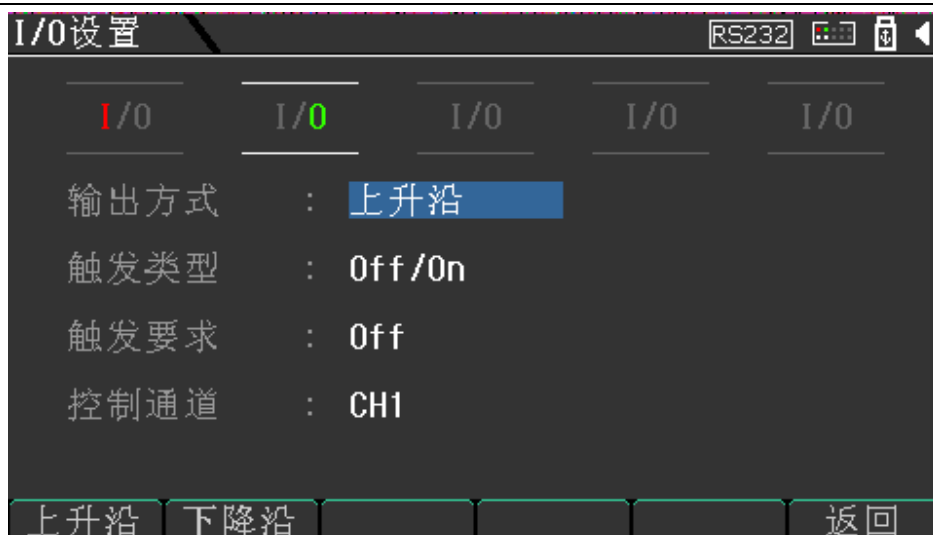 I/O设置 RS232
I/O I/O I/O I/O I/O
输出方式 : 上升沿
触发类型 : Off/On
触发要求 : Off
控制通道 : CH1
上升沿 下降沿 返回